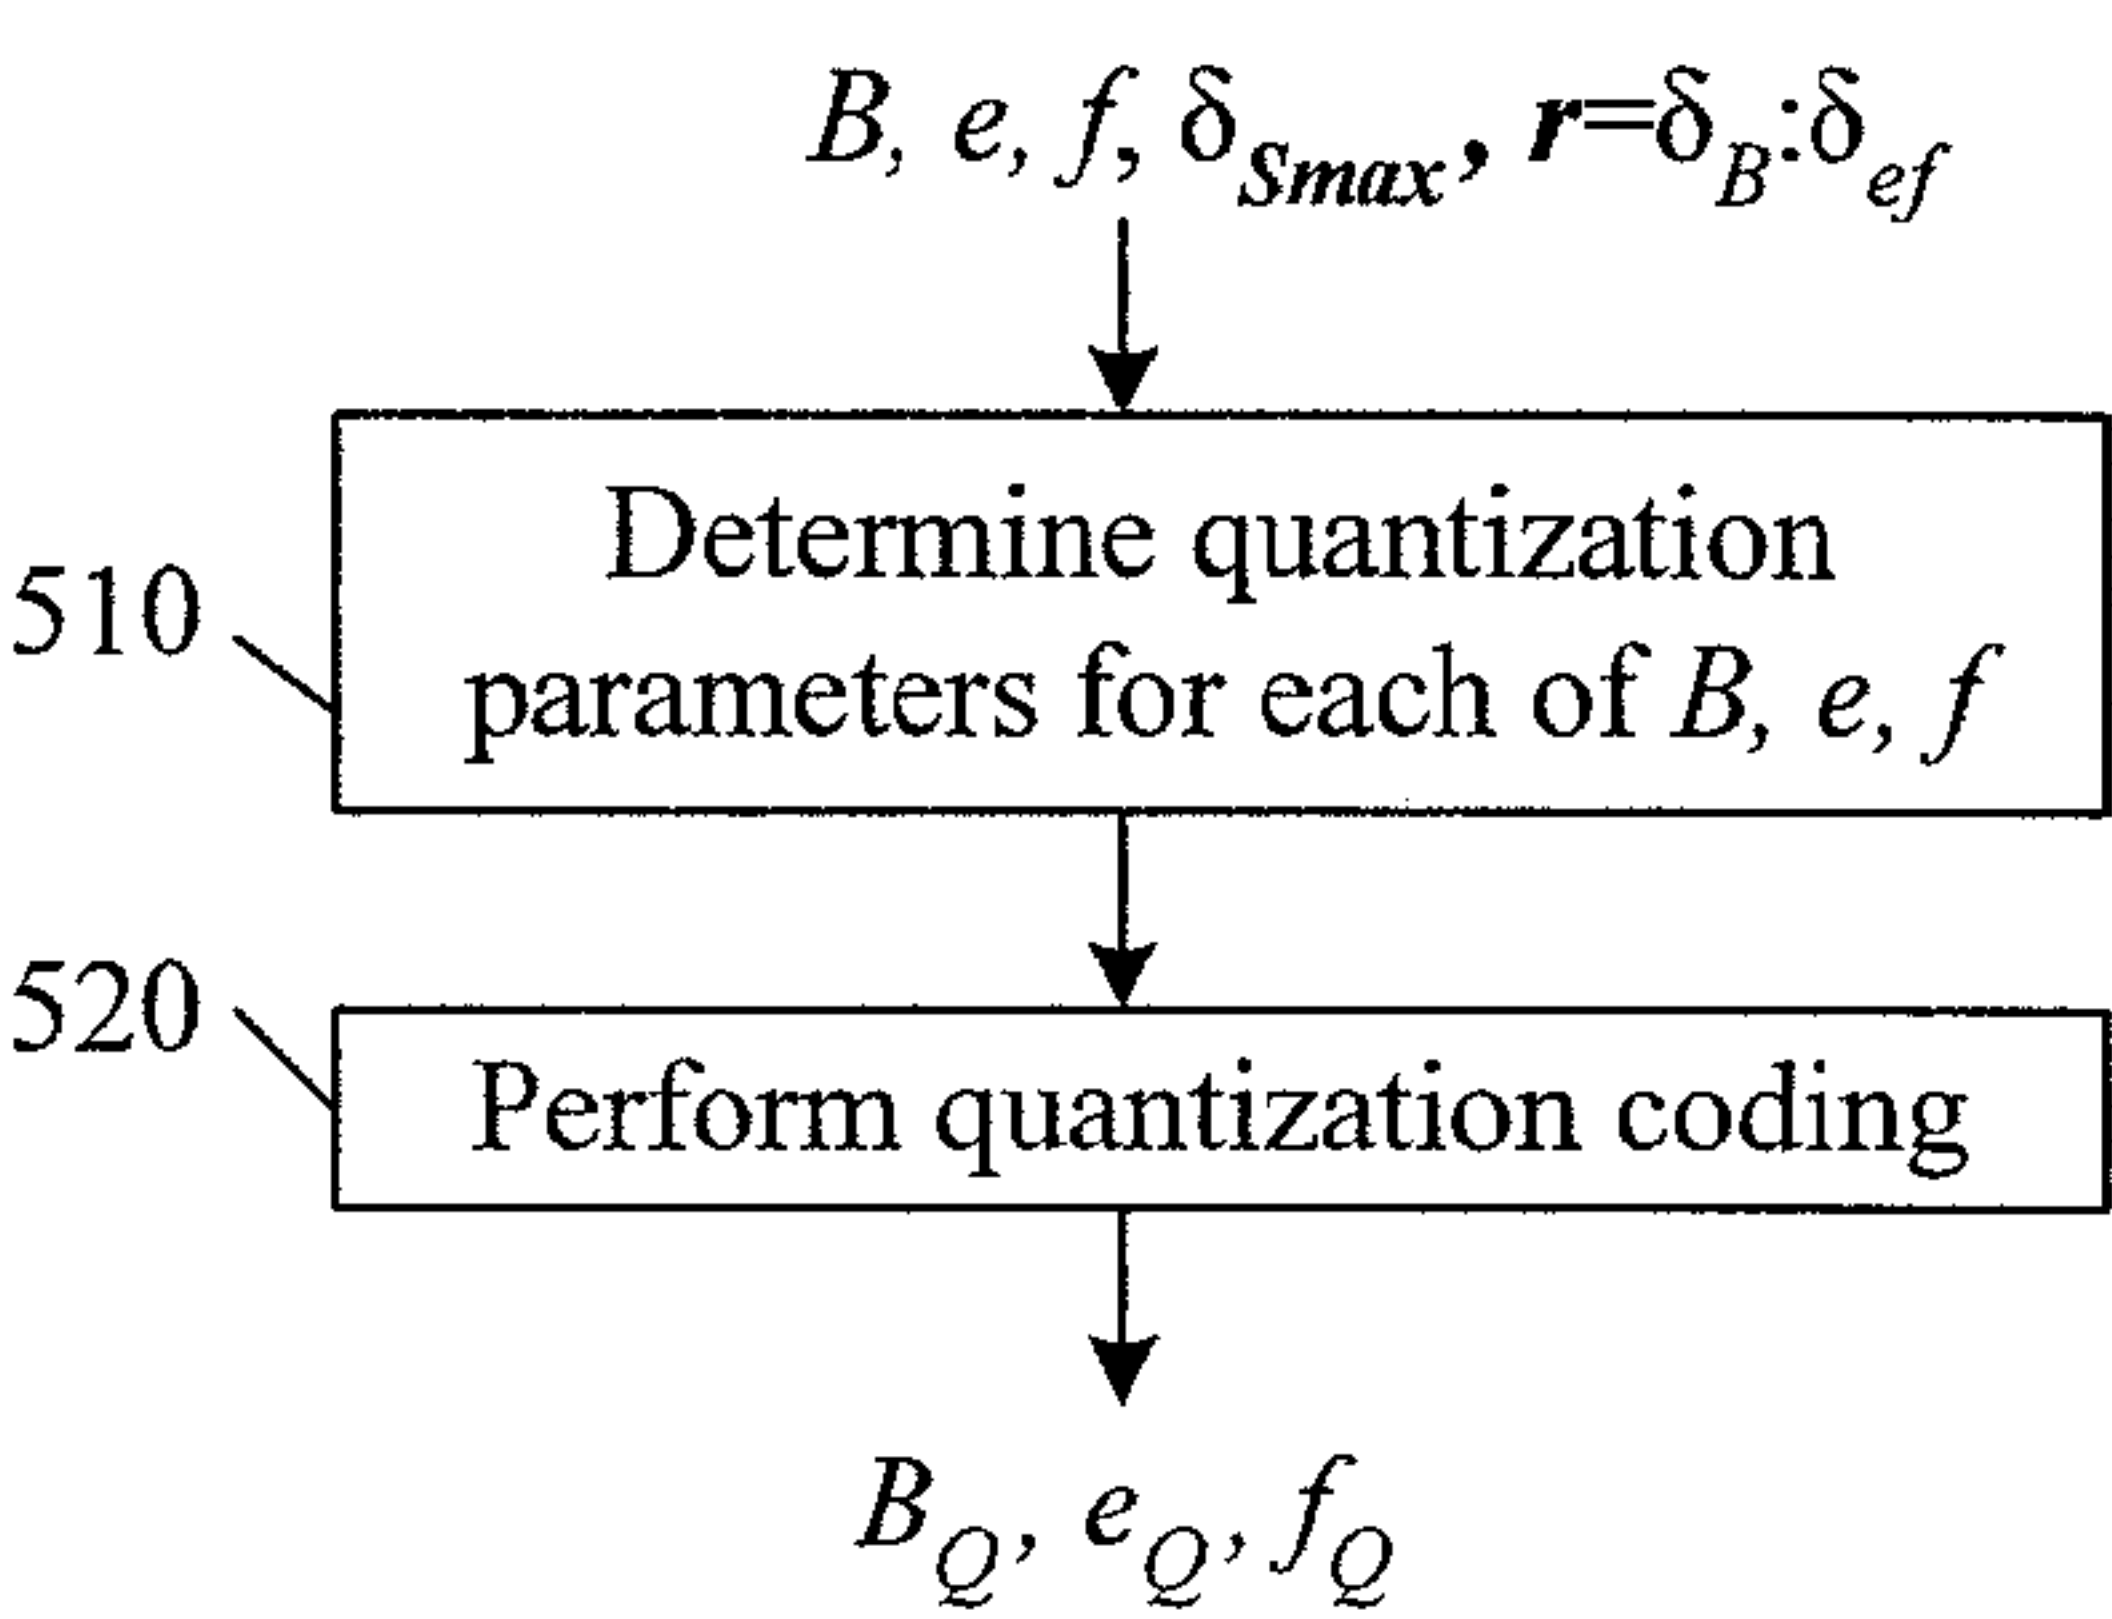 B, e, f, δSmax, r=δB:δef
510
Determine quantization
parameters for each of B, e, f
520
Perform quantization coding
BQ, eQ, fQ